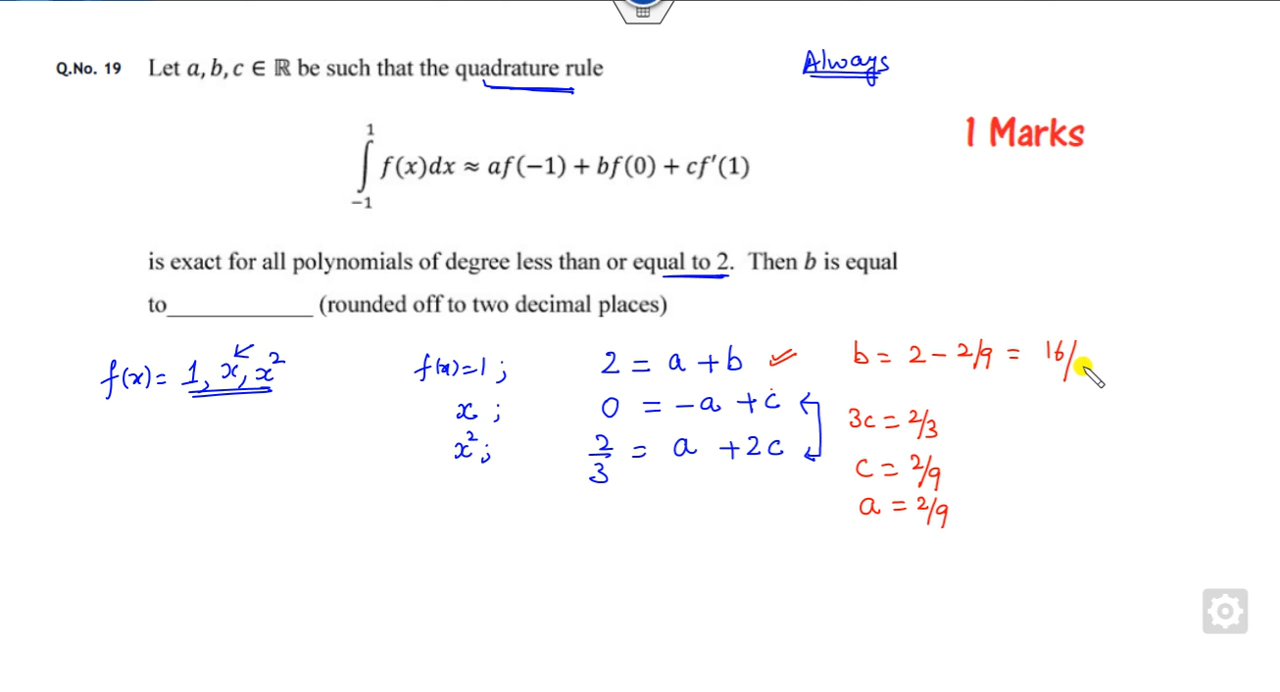 Q.No. 19 Let a, b, c ∈ ℝ be such that the quadrature rule
Always
1 Marks
∫_{-1}^{1} f(x)dx ≈ af(−1) + bf(0) + cf′(1)
is exact for all polynomials of degree less than or equal to 2. Then b is equal
to____________ (rounded off to two decimal places)
f(x) = 1, x, x²
f(x)=1 ; 2 = a + b ✓
x ; 0 = −a + c
x² ; 2/3 = a + 2c
b = 2 − 2/9 = 16/
3c = 2/3
c = 2/9
a = 2/9